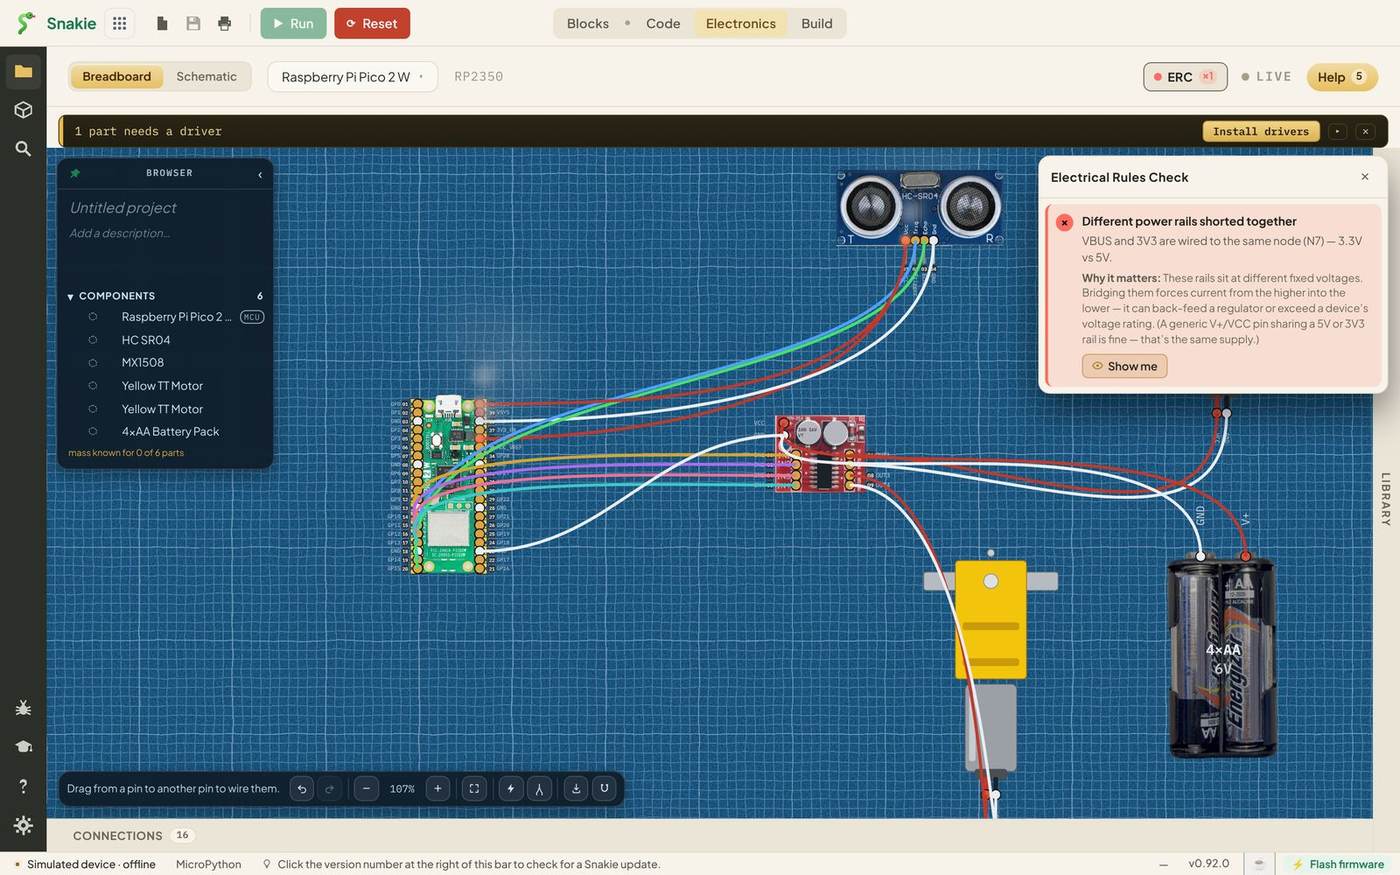 Snakie
Run
Reset
Blocks
Code
Electronics
Build
Breadboard
Schematic
Raspberry Pi Pico 2 W
RP2350
ERC ×1
LIVE
Help 5
1 part needs a driver
Install drivers
BROWSER
Untitled project
Add a description...
COMPONENTS 6
Raspberry Pi Pico 2 ... MCU
HC SR04
MX1508
Yellow TT Motor
Yellow TT Motor
4×AA Battery Pack
mass known for 0 of 6 parts
HC-SR04
T
R
Electrical Rules Check
Different power rails shorted together
VBUS and 3V3 are wired to the same node (N7) — 3.3V
vs 5V.
Why it matters: These rails sit at different fixed voltages.
Bridging them forces current from the higher into the
lower — it can back-feed a regulator or exceed a device's
voltage rating. (A generic V+/VCC pin sharing a 5V or 3V3
rail is fine — that's the same supply.)
Show me
VCC
GND
V+
4×AA
6V
Energizer
LIBRARY
Drag from a pin to another pin to wire them.
107%
CONNECTIONS 16
Simulated device · offline
MicroPython
Click the version number at the right of this bar to check for a Snakie update.
—
v0.92.0
Flash firmware